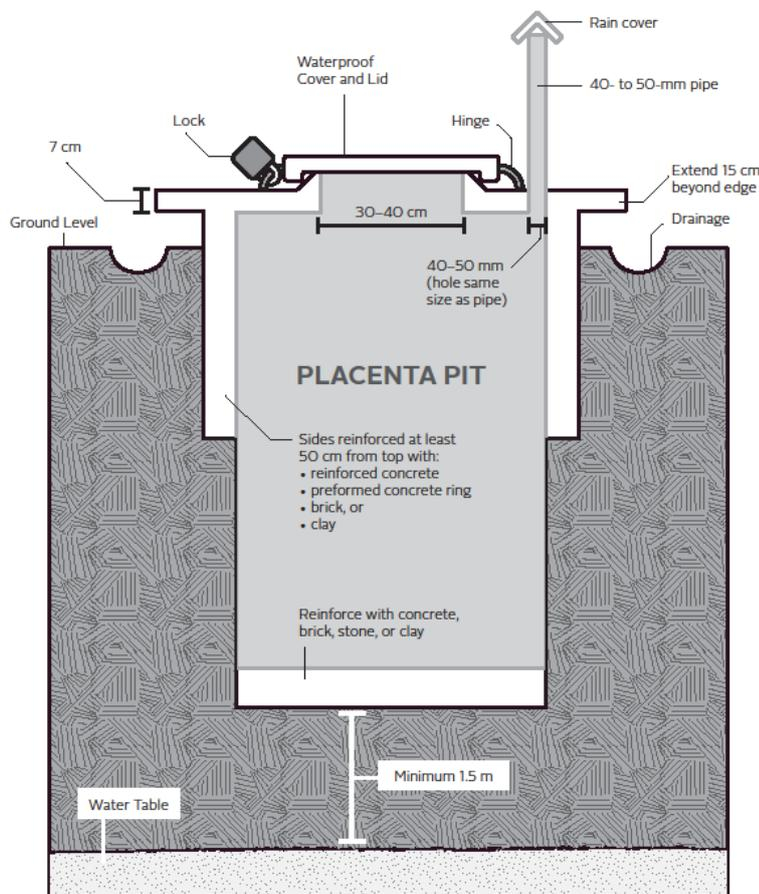 Rain cover
Waterproof
Cover and Lid
40- to 50-mm pipe
Lock
Hinge
7 cm
Extend 15 cm
beyond edge
30–40 cm
Ground Level
Drainage
40–50 mm
(hole same
size as pipe)
PLACENTA PIT
Sides reinforced at least
50 cm from top with:
• reinforced concrete
• preformed concrete ring
• brick, or
• clay
Reinforce with concrete,
brick, stone, or clay
Minimum 1.5 m
Water Table